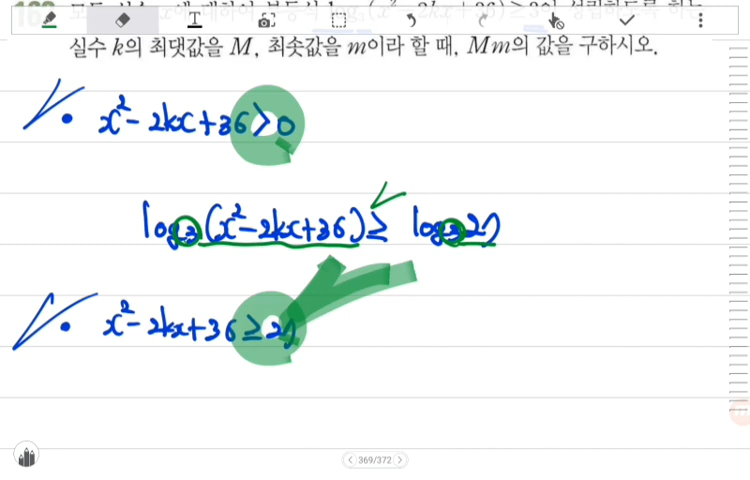 실수 k의 최댓값을 M, 최솟값을 m이라 할 때, Mm의 값을 구하시오.
x²-2kx+36>0
log₃(x²-2kx+36)≥ log₃27
x²-2kx+36≥27
369/372